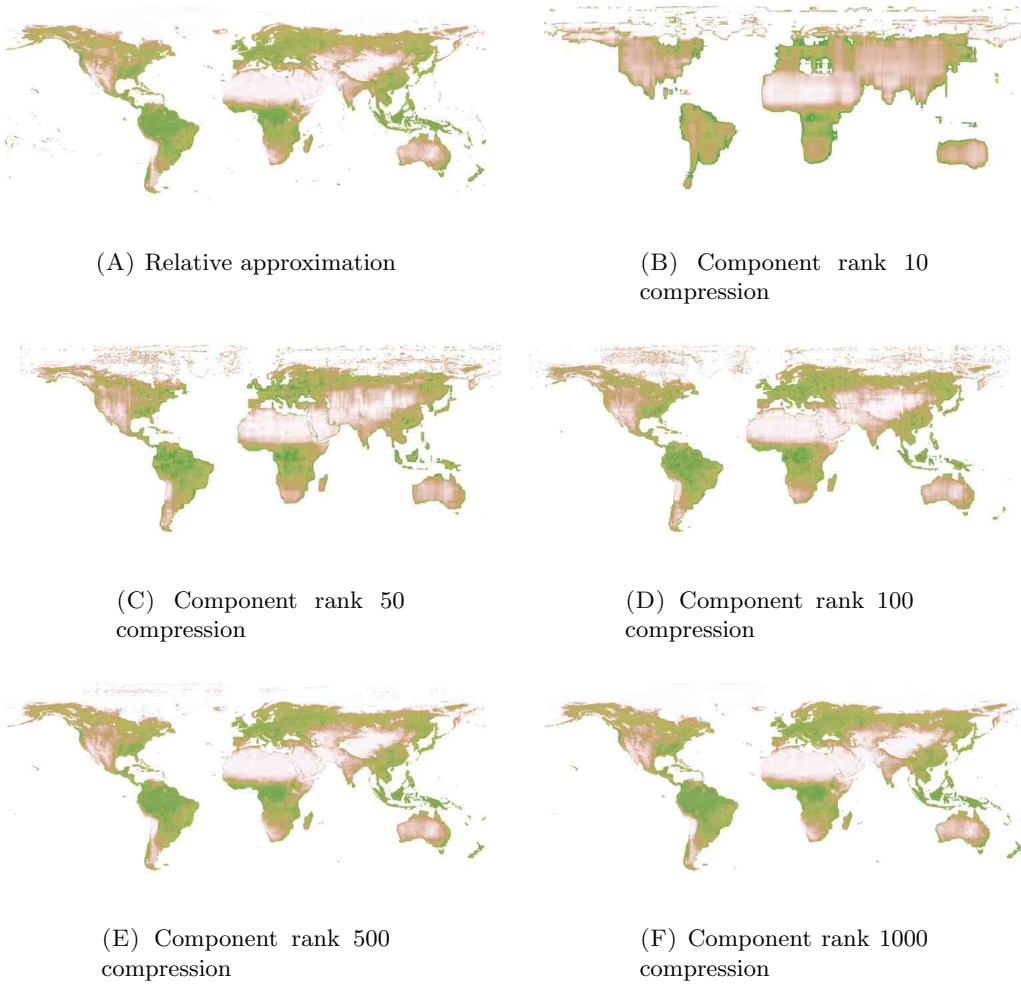 (A) Relative approximation
(B) Component rank 10
compression
(C) Component rank 50
compression
(D) Component rank 100
compression
(E) Component rank 500
compression
(F) Component rank 1000
compression